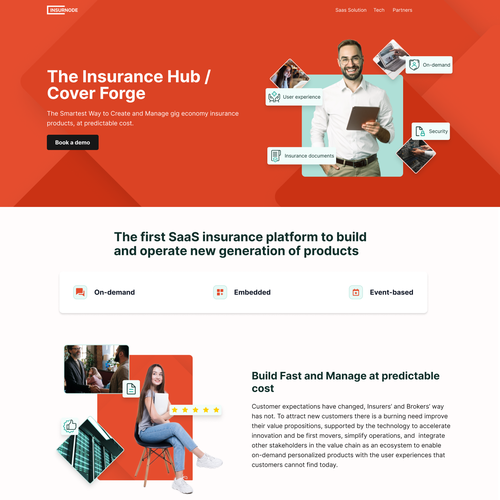 INSURNODE
Saas Solution Tech Partners
The Insurance Hub /
Cover Forge
The Smartest Way to Create and Manage gig economy insurance
products, at predictable cost.
Book a demo
On-demand
User experience
Security
Insurance documents
The first SaaS insurance platform to build
and operate new generation of products
On-demand
Embedded
Event-based
Build Fast and Manage at predictable
cost
Customer expectations have changed, Insurers' and Brokers' way
has not. To attract new customers there is a burning need improve
their value propositions, supported by the technology to accelerate
innovation and be first movers, simplify operations, and integrate
other stakeholders in the value chain as an ecosystem to enable
on-demand personalized products with the user experiences that
customers cannot find today.